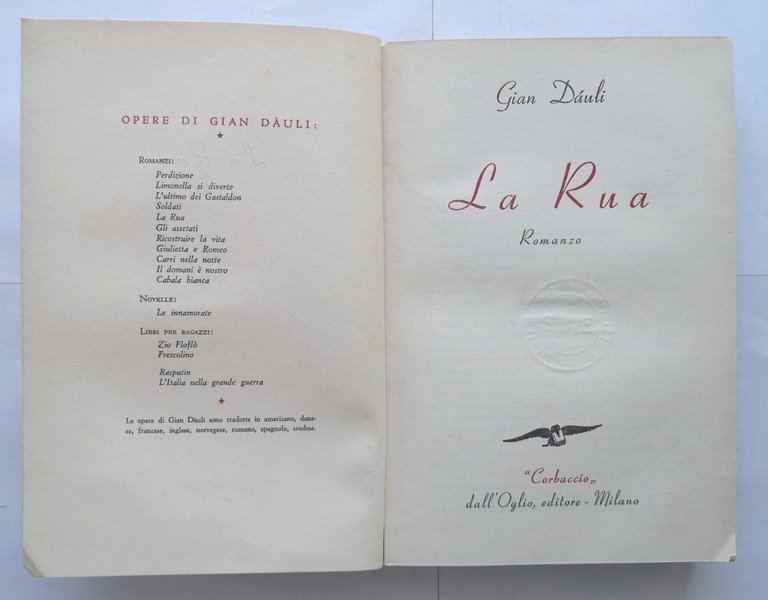 OPERE DI GIAN DÀULI:
ROMANZI:
Perdizione
Limonella si diverte
L'ultimo dei Gastaldon
Soldati
La Rua
Gli assetati
Ricostruire la vita
Giulietta e Romeo
Carri nella notte
Il domani è nostro
Cabala bianca
NOVELLE:
Le innamorate
LIBRI PER RAGAZZI:
Zio Floflò
Frescolino
Rasputin
L'Italia nella grande guerra
Le opere di Gian Dàuli sono tradotte in americano, dane-
se, francese, inglese, norvegese, rumeno, spagnolo, svedese.
Gian Dáuli
La Rua
Romanzo
"Corbaccio„
dall'Oglio, editore - Milano